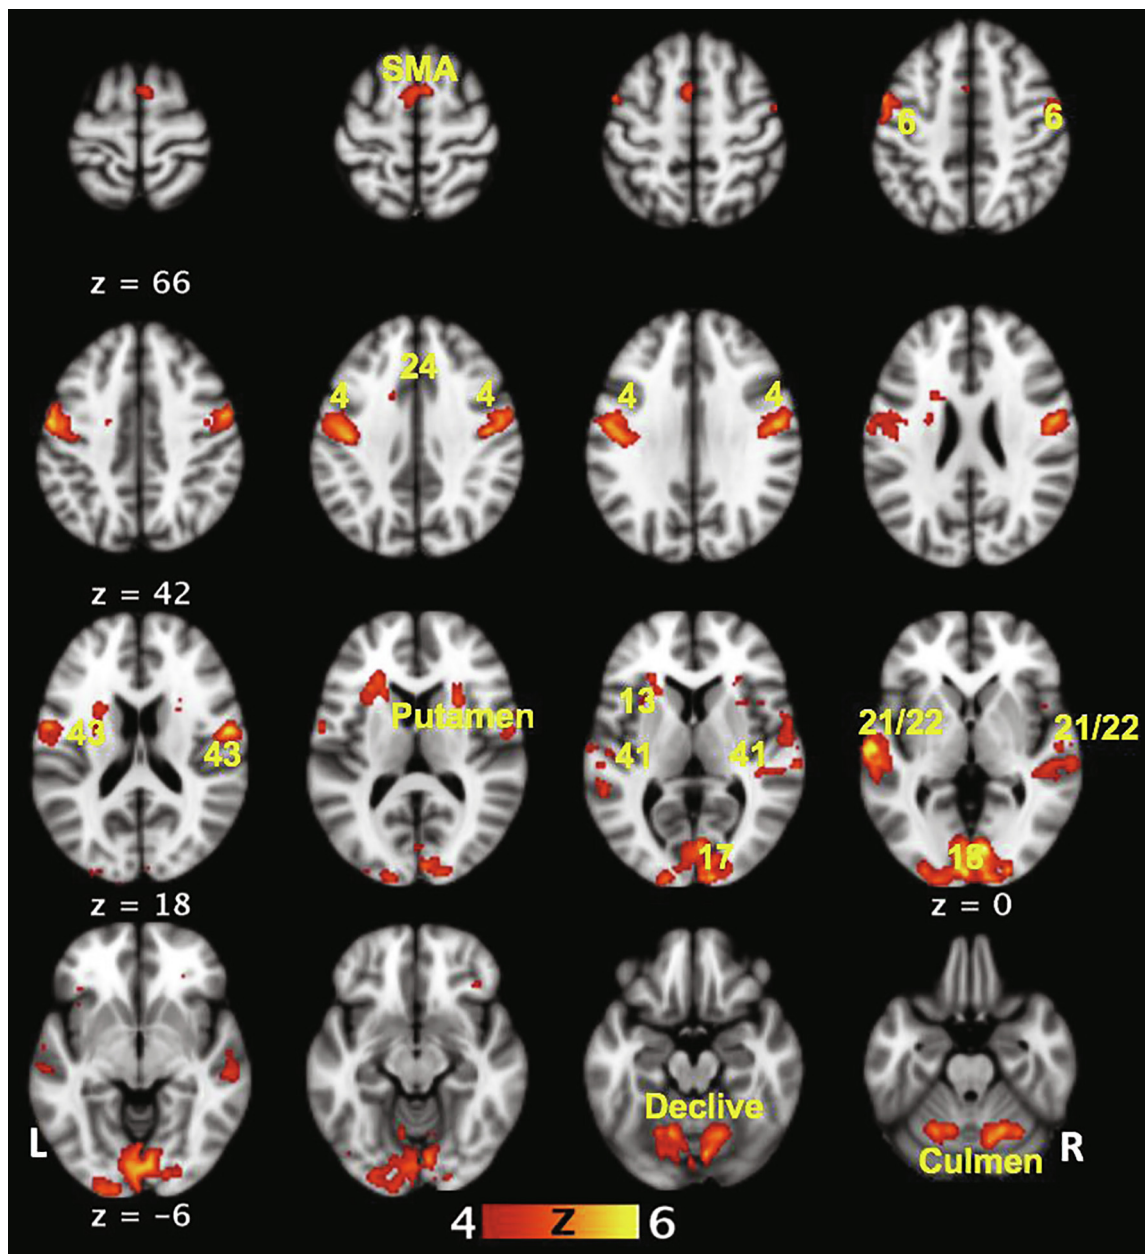 SMA
6 6
z = 66
24
4 4
4 4
z = 42
43 43
Putamen
13
41 41
17
21/22 21/22
18
z = 18
z = 0
L
Declive
Culmen
R
z = -6
4 Z 6